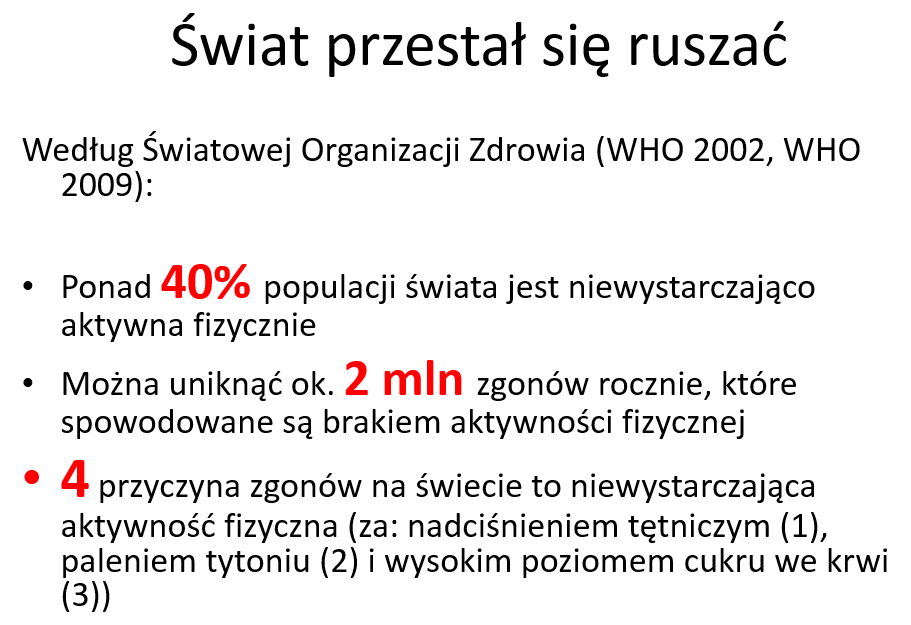 Świat przestał się ruszać
Według Światowej Organizacji Zdrowia (WHO 2002, WHO
2009):
• Ponad 40% populacji świata jest niewystarczająco
aktywna fizycznie
• Można uniknąć ok. 2 mln zgonów rocznie, które
spowodowane są brakiem aktywności fizycznej
• 4 przyczyna zgonów na świecie to niewystarczająca
aktywność fizyczna (za: nadciśnieniem tętniczym (1),
paleniem tytoniu (2) i wysokim poziomem cukru we krwi
(3))